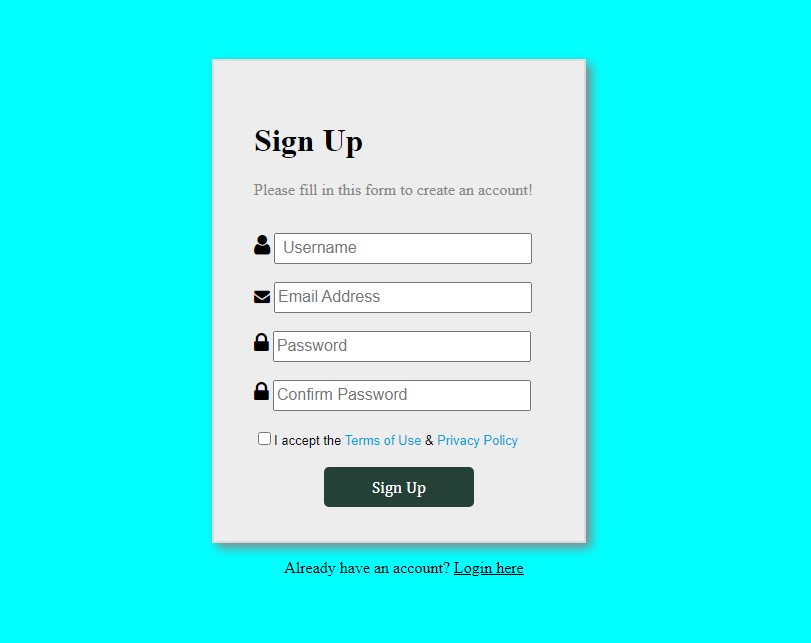 Sign Up
Please fill in this form to create an account!
Username
Email Address
Password
Confirm Password
I accept the Terms of Use & Privacy Policy
Sign Up
Already have an account? Login here